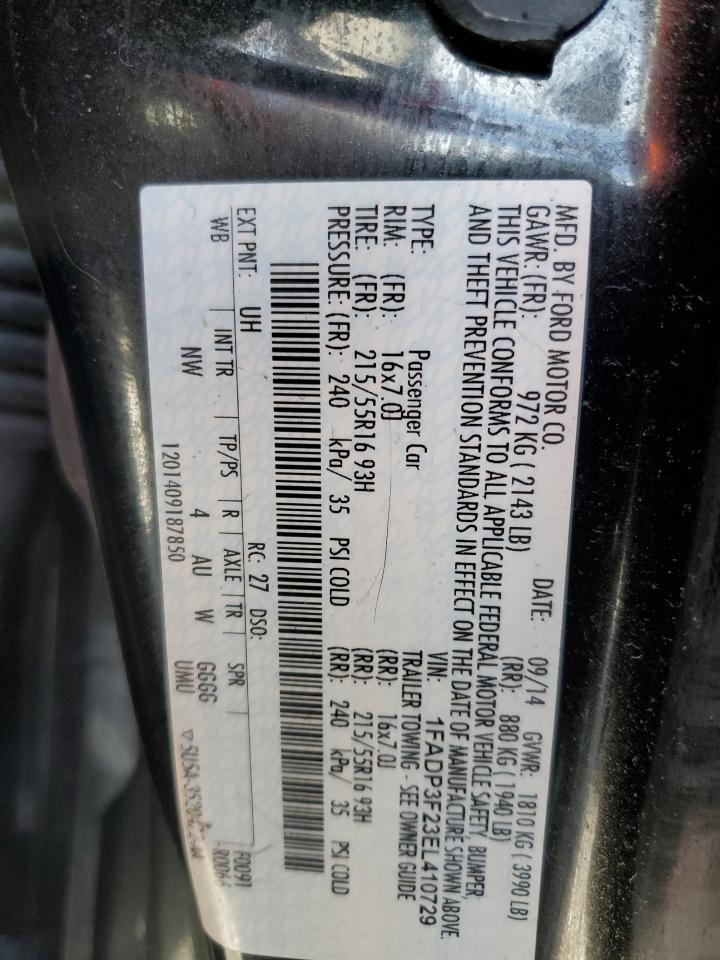 MFD. BY FORD MOTOR CO.
DATE: 09/14 GVWR: 1810 KG ( 3990 LB)
GAWR: (FR): 972 KG ( 2143 LB) (RR): 880 KG ( 1940 LB)
THIS VEHICLE CONFORMS TO ALL APPLICABLE FEDERAL MOTOR VEHICLE SAFETY, BUMPER,
AND THEFT PREVENTION STANDARDS IN EFFECT ON THE DATE OF MANUFACTURE SHOWN ABOVE.
VIN: 1FADP3F23EL410729
TYPE: Passenger Car TRAILER TOWING - SEE OWNER GUIDE
RIM: (FR): 16x7.0J (RR): 16x7.0J
TIRE: (FR): 215/55R16 93H (RR): 215/55R16 93H
PRESSURE: (FR): 240 kPa/ 35 PSI COLD (RR): 240 kPa/ 35 PSI COLD
EXT PNT: UH RC: 27 DSO:
WB | INT TR | TP/PS | R | AXLE | TR | SPR |
NW 4 AU W GGGG
1201409187850 UMU